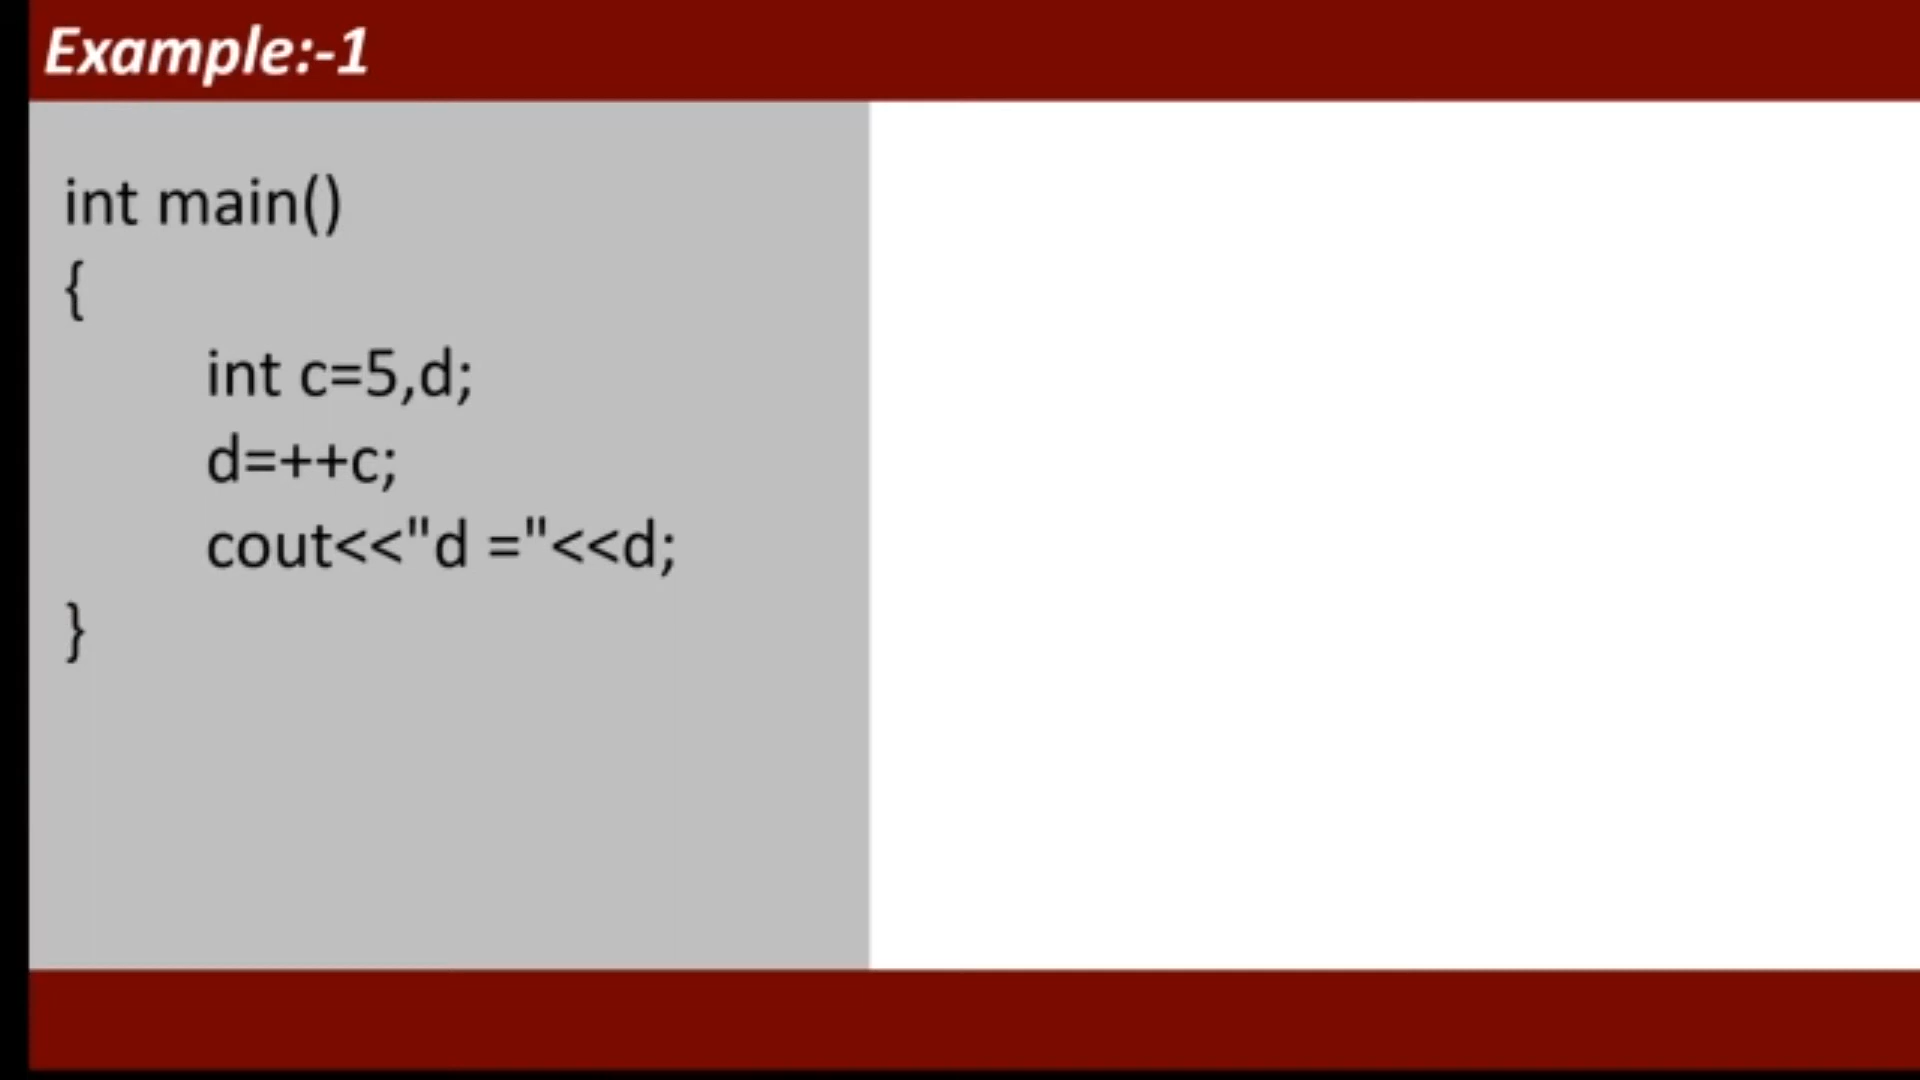 Example:-1
int main()
{
int c=5,d;
d=++c;
cout<<"d ="<<d;
}